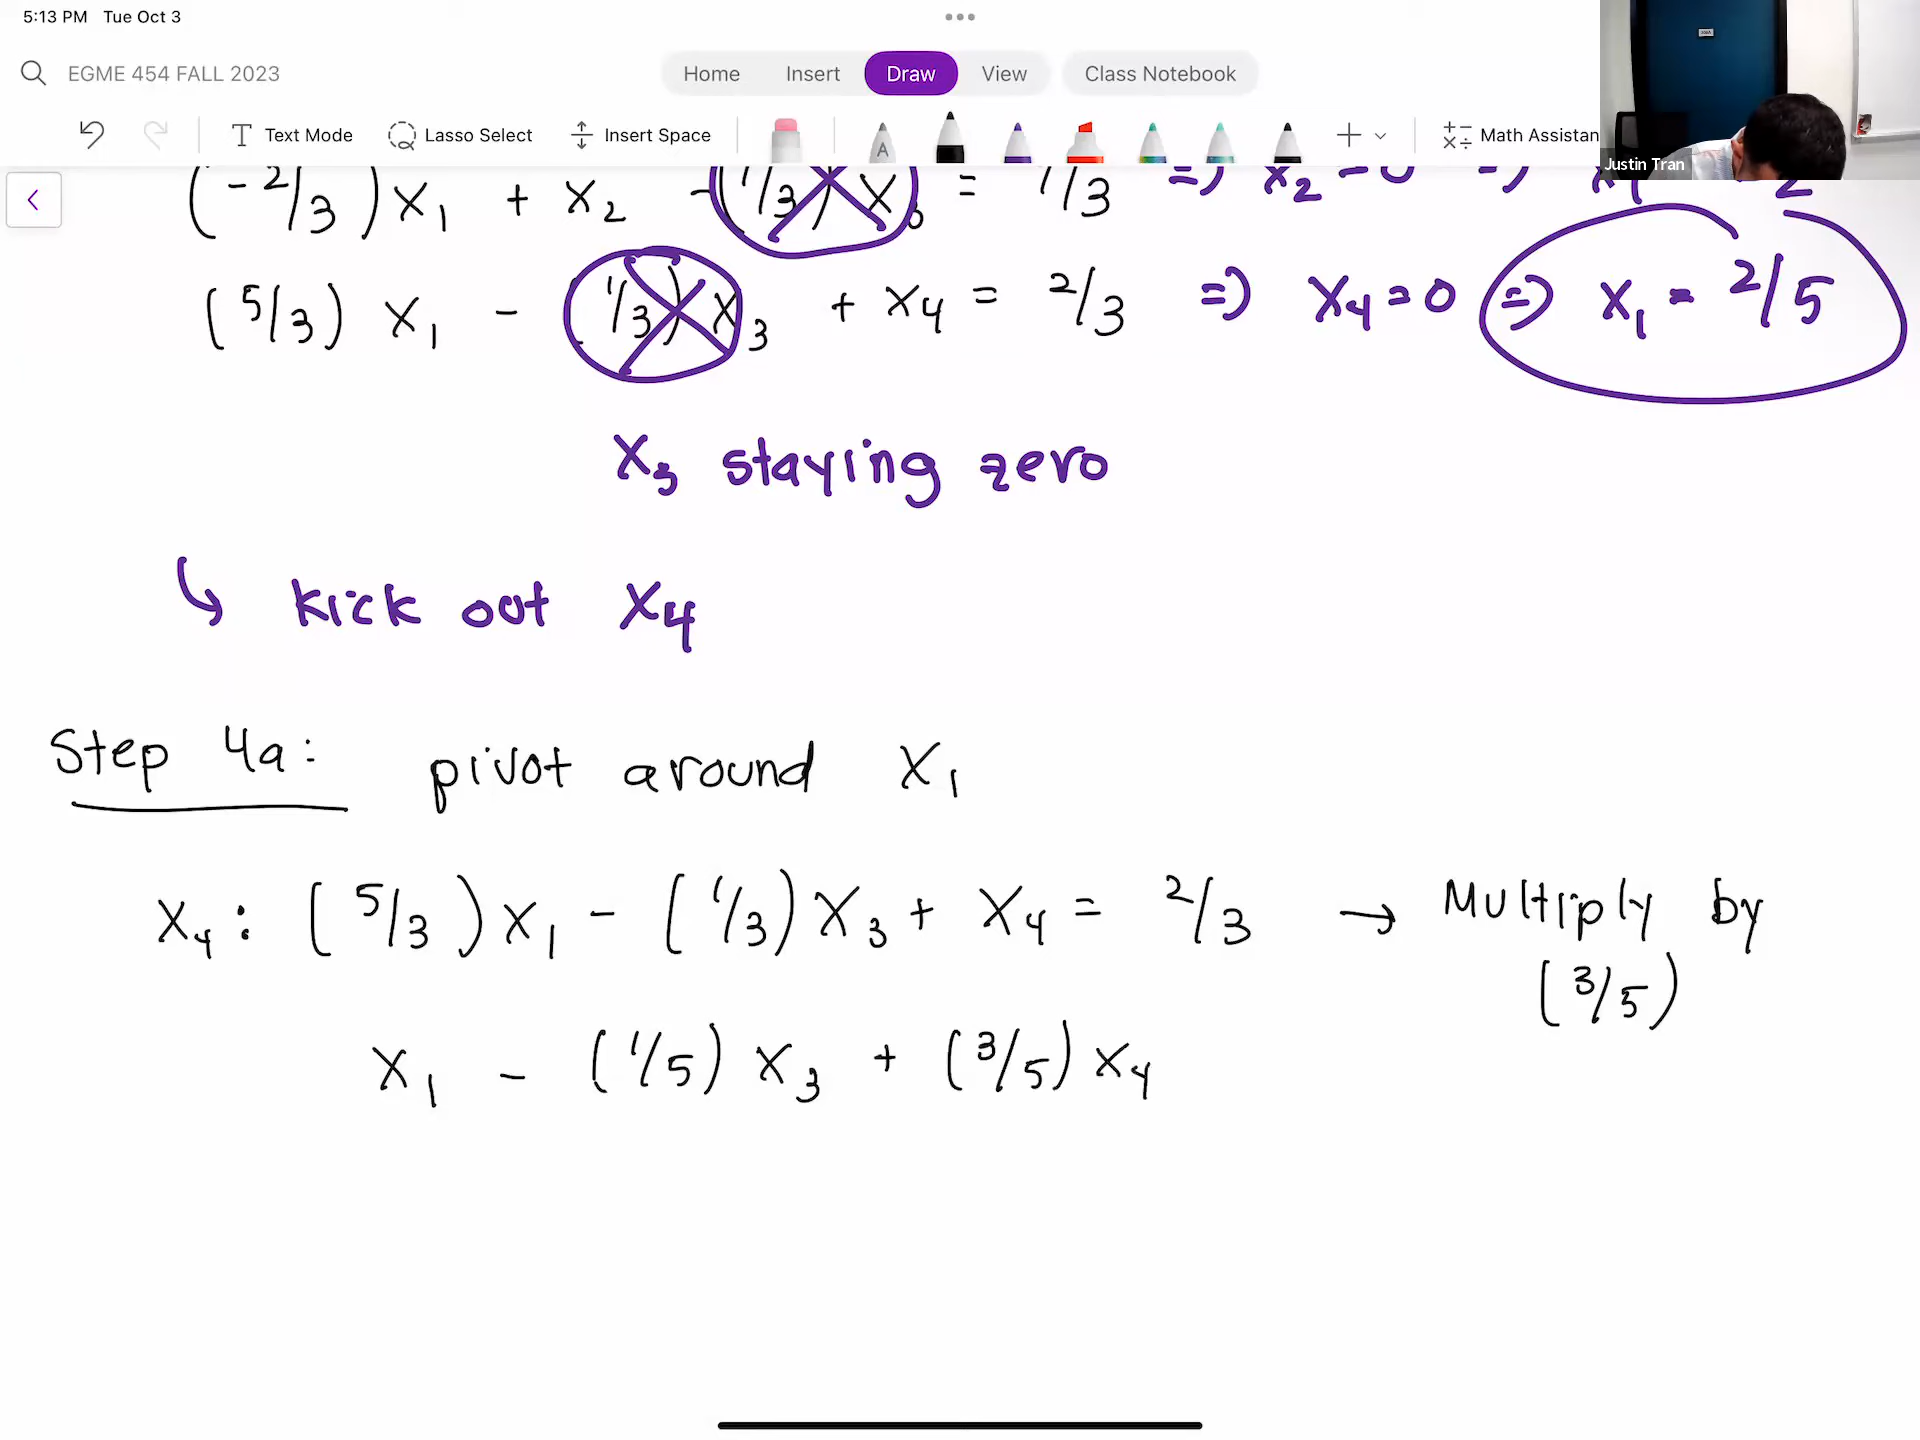 5:13 PM Tue Oct 3
EGME 454 FALL 2023
Home Insert Draw View Class Notebook
Text Mode Lasso Select Insert Space Math Assistan
Justin Tran
(-2/3) x₁ + x₂ - (1/3) x₃ = 1/3 => x₂ = 0 =>
(5/3) x₁ - (1/3) x₃ + x₄ = 2/3 => x₄ = 0 => x₁ = 2/5
x₃ staying zero
↳ kick out x₄
Step 4a: pivot around x₁
x₄: (5/3) x₁ - (1/3) x₃ + x₄ = 2/3 → Multiply by
(3/5)
x₁ - (1/5) x₃ + (3/5) x₄